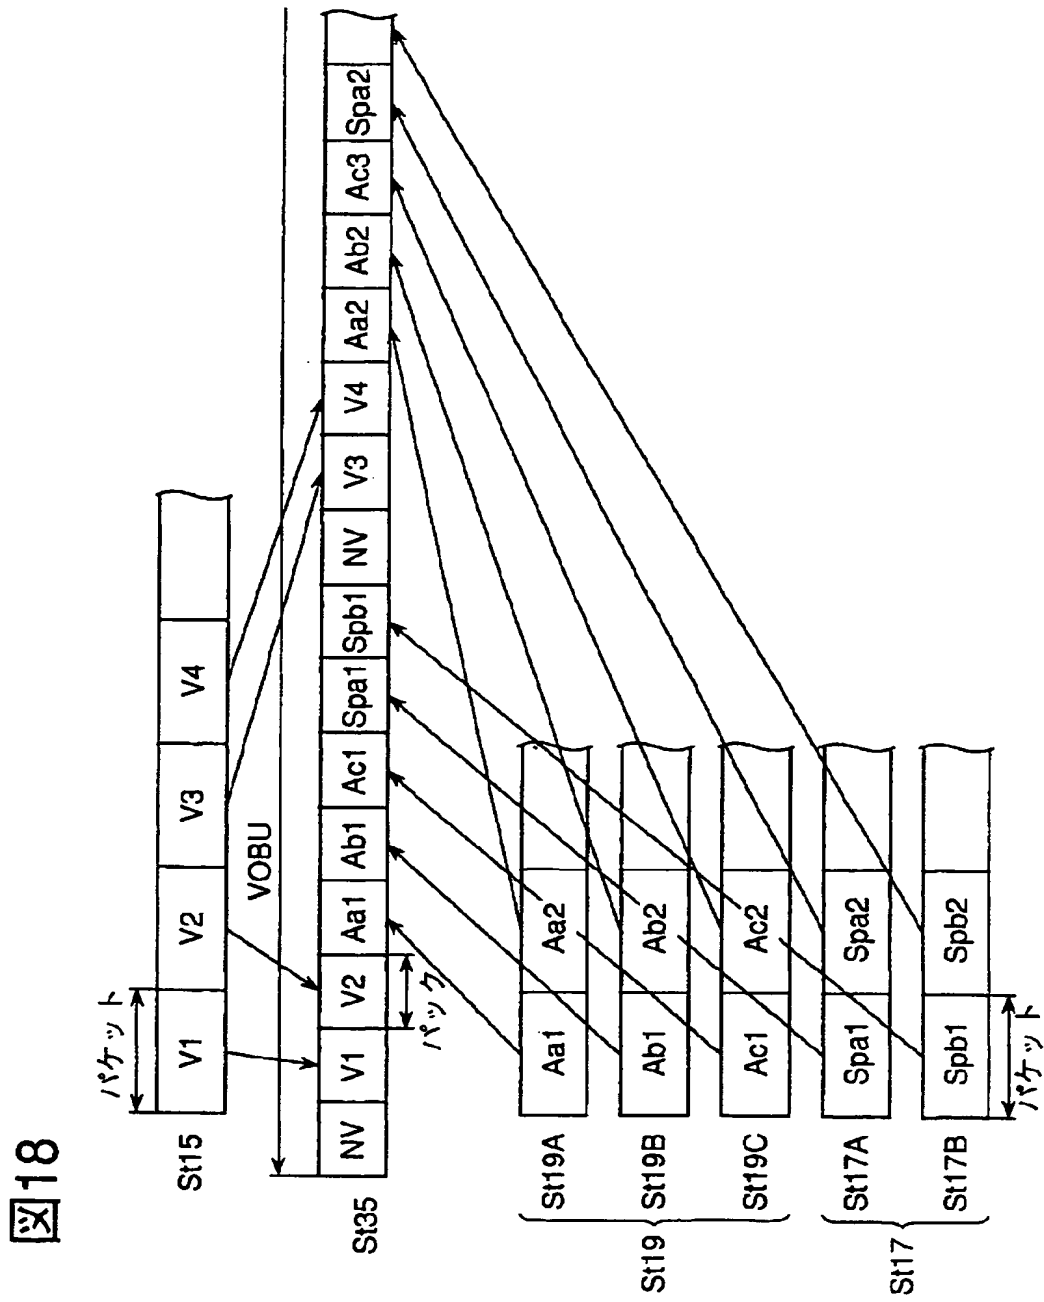 図18
パケット
St15
V1
V2
V3
V4
VOBU
St35
NV
V1
V2
Aa1
Ab1
Ac1
Spa1
Spb1
NV
V3
V4
Aa2
Ab2
Ac3
Spa2
パック
St19
St19A
Aa1
Aa2
St19B
Ab1
Ab2
St19C
Ac1
Ac2
St17
St17A
Spa1
Spa2
St17B
Spb1
Spb2
パケット